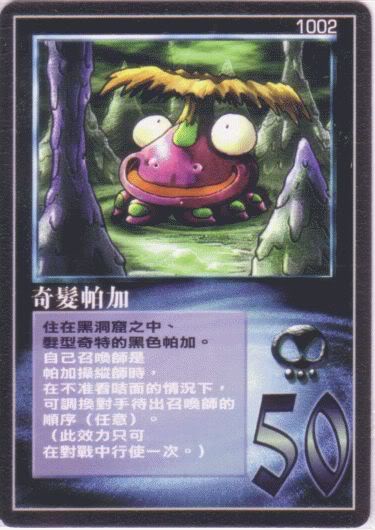 1002
奇髮帕加
住在黑洞窟之中、
髮型奇特的黑色帕加。
自己召喚師是
帕加操縱師時，
在不准看啃面的情況下，
可調換對手待出召喚師的
順序（任意）。
（此效力只可
在對戰中行使一次。）
50